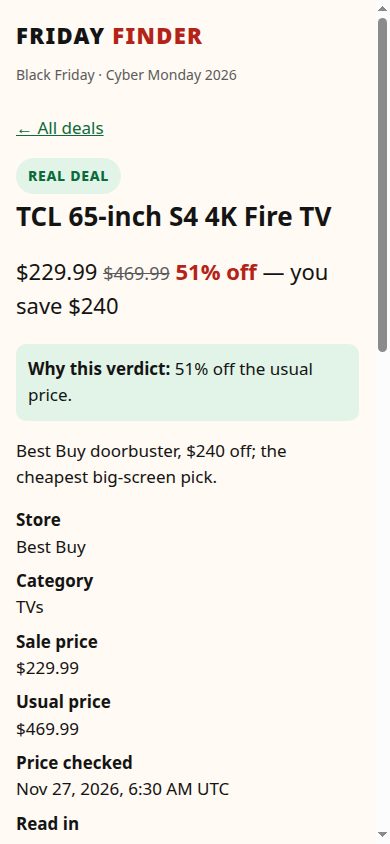 FRIDAY FINDER
Black Friday · Cyber Monday 2026
← All deals
REAL DEAL
TCL 65-inch S4 4K Fire TV
$229.99 $469.99 51% off — you
save $240
Why this verdict: 51% off the usual
price.
Best Buy doorbuster, $240 off; the
cheapest big-screen pick.
Store
Best Buy
Category
TVs
Sale price
$229.99
Usual price
$469.99
Price checked
Nov 27, 2026, 6:30 AM UTC
Read in